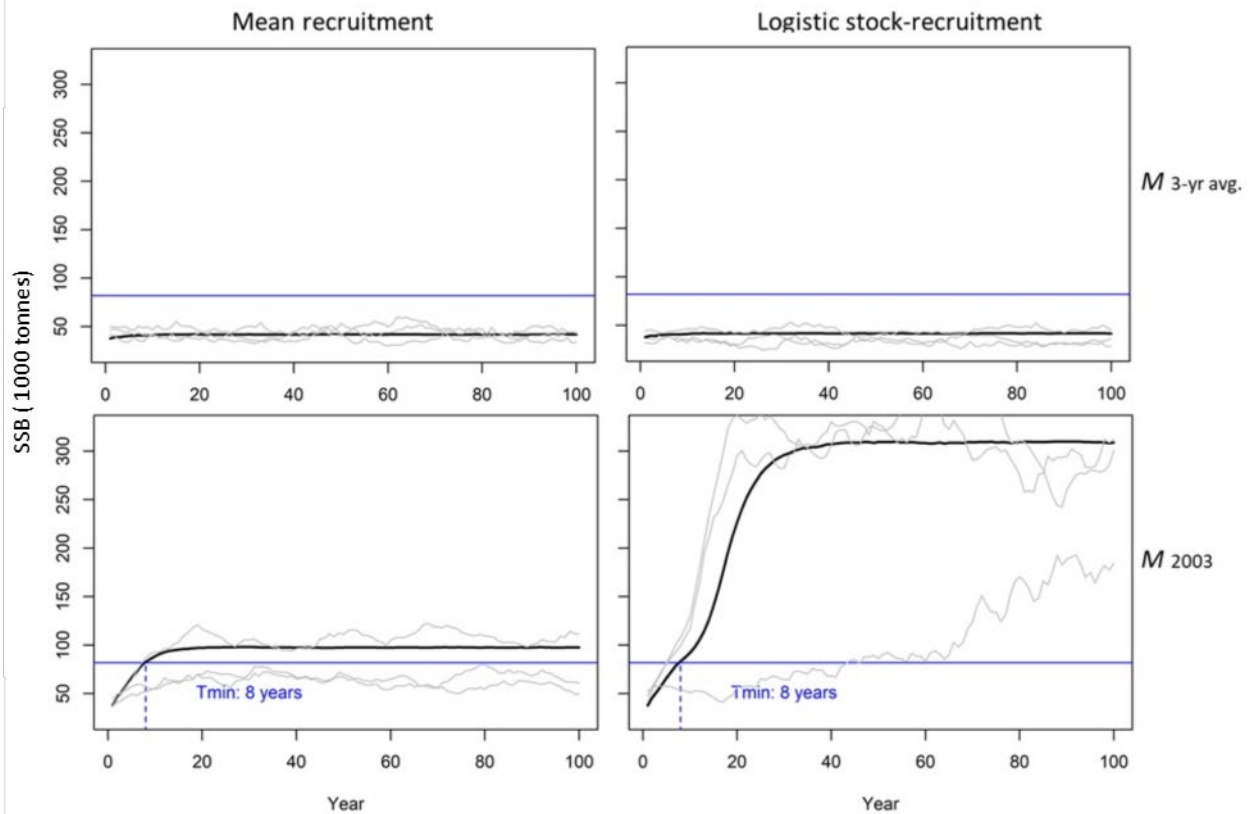 Mean recruitment
Logistic stock-recruitment
SSB ( 1000 tonnes)
300
250
200
150
100
50
0 20 40 60 80 100
0 20 40 60 80 100
M 3-yr avg.
300
250
200
150
100
50
Tmin: 8 years
Tmin: 8 years
M 2003
0 20 40 60 80 100
0 20 40 60 80 100
Year
Year